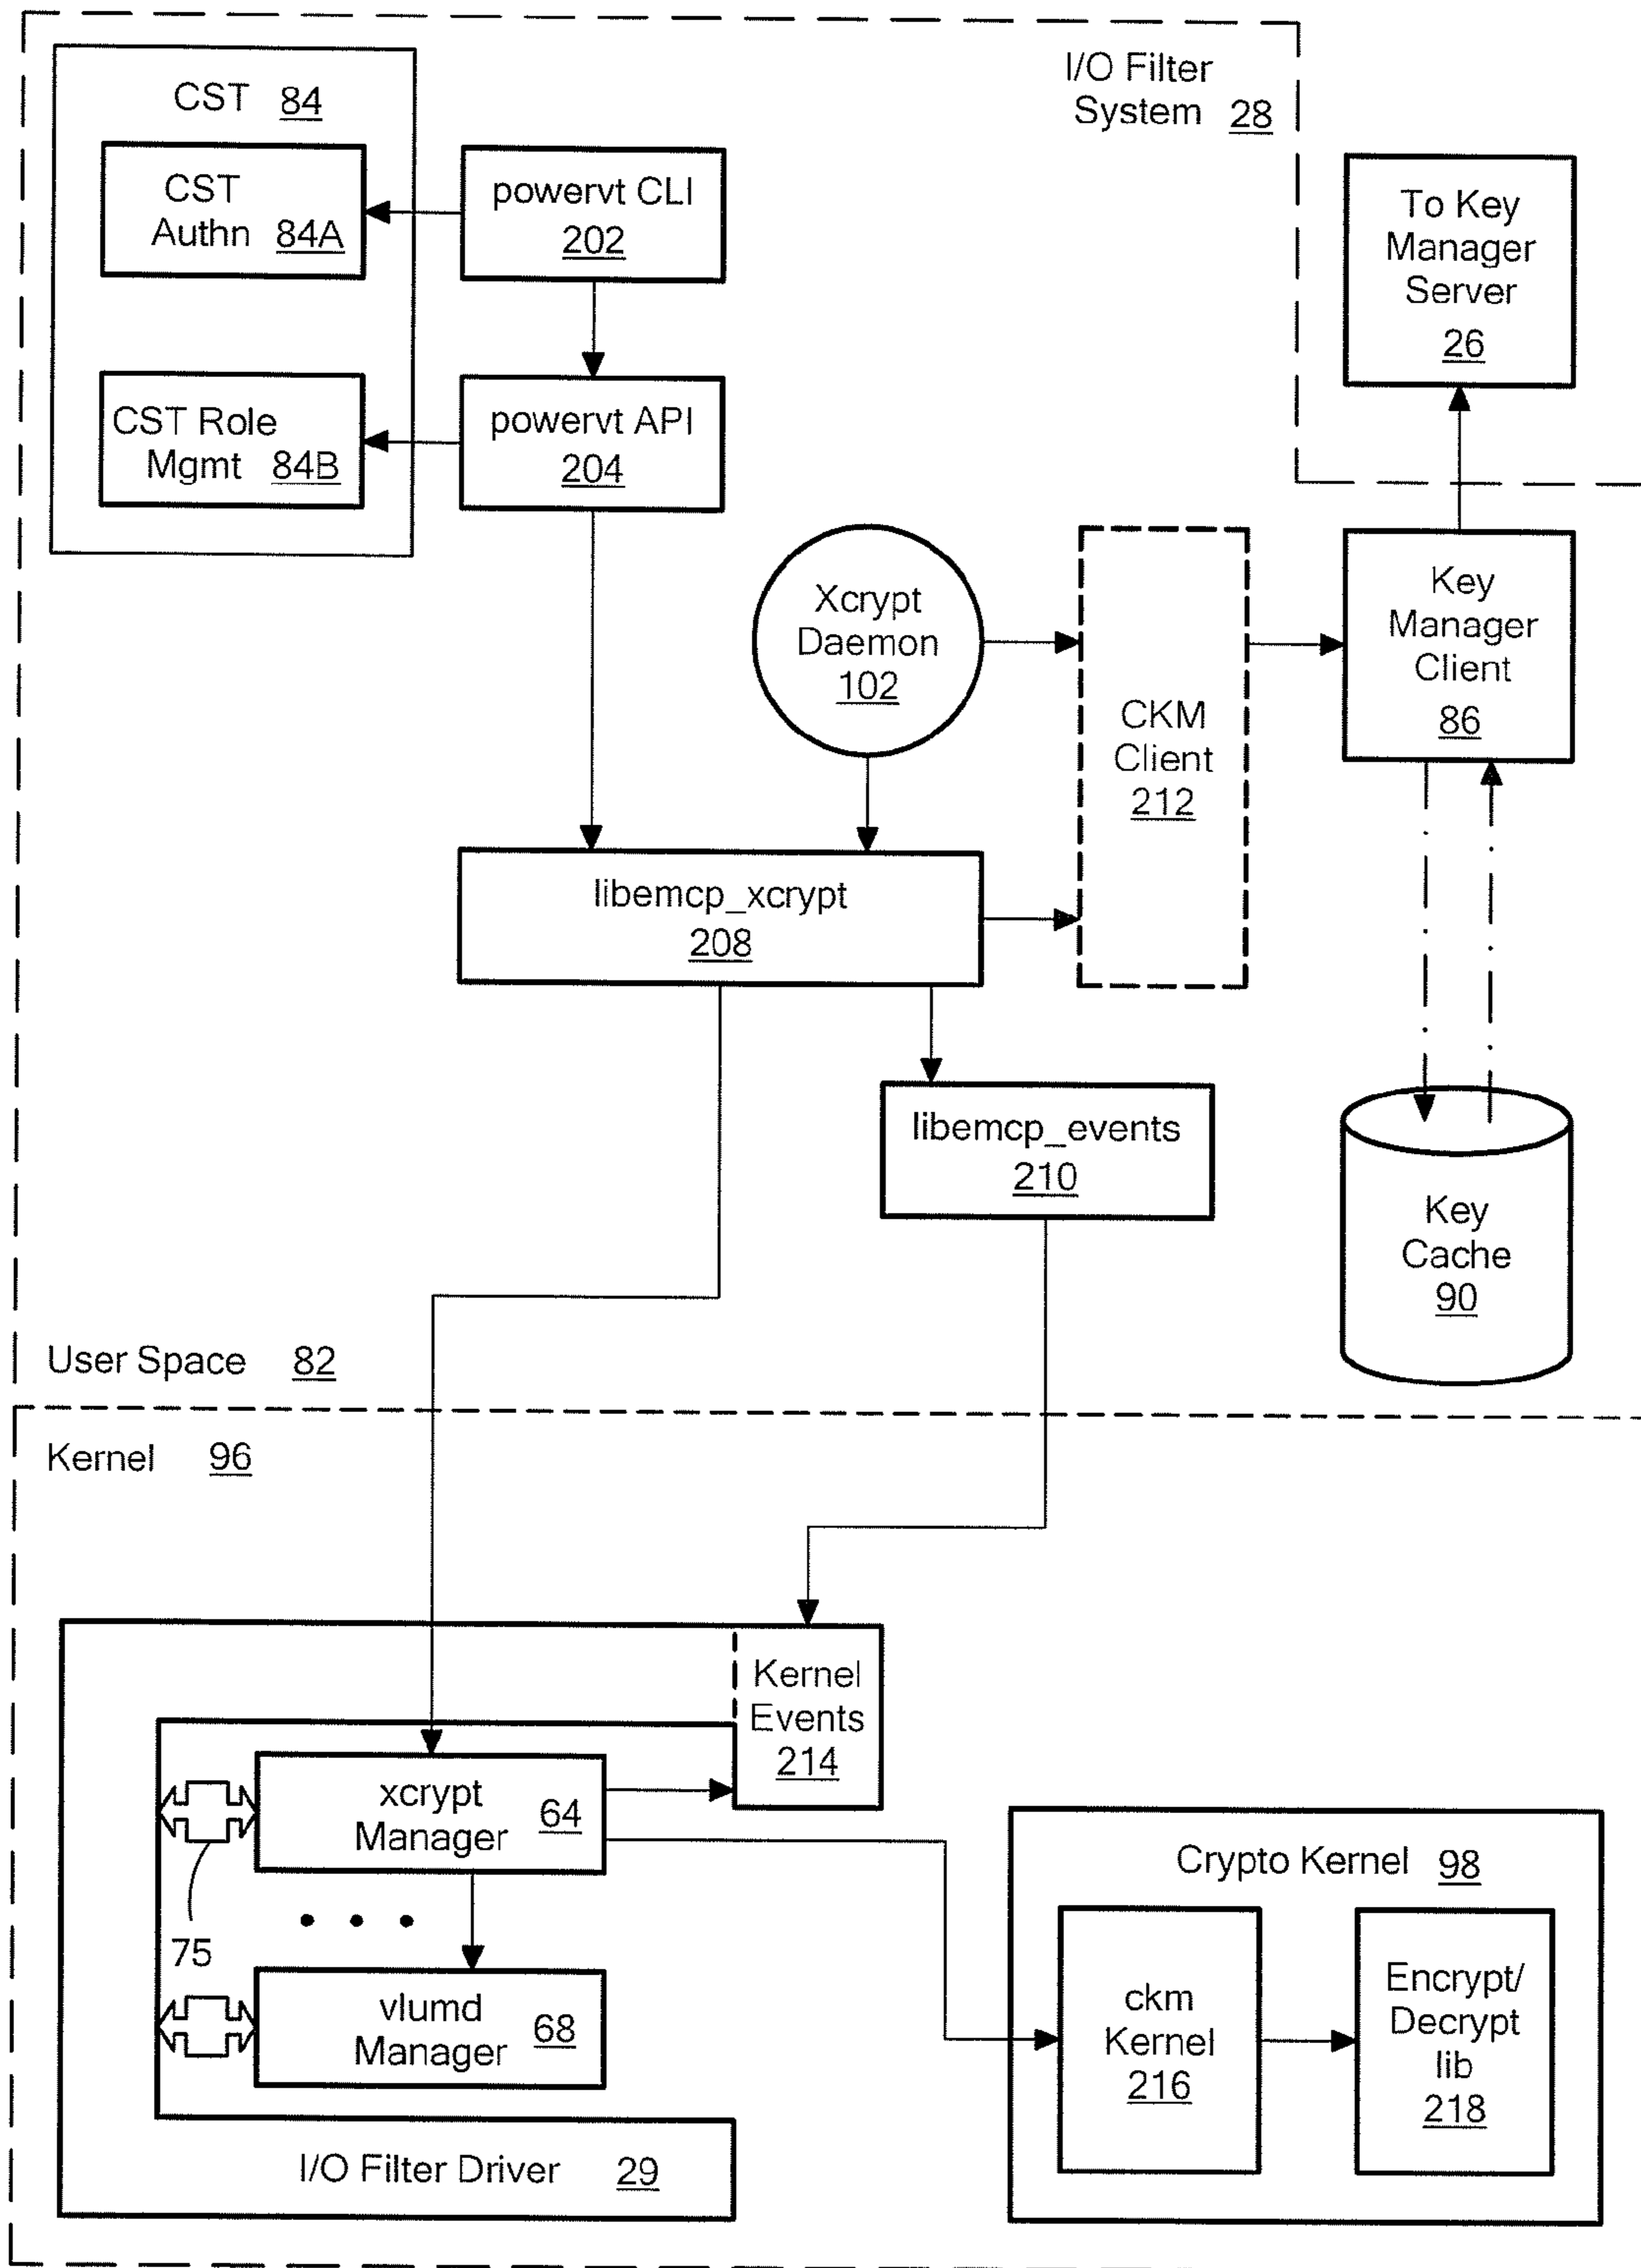 I/O Filter
System 28
CST 84
CST
Authn 84A
powervt CLI
202
To Key
Manager
Server
26
CST Role
Mgmt 84B
powervt API
204
Xcrypt
Daemon
102
CKM
Client
212
Key
Manager
Client
86
libemcp_xcrypt
208
libemcp_events
210
Key
Cache
90
User Space 82
Kernel 96
Kernel
Events
214
xcrypt
Manager 64
75
vlumd
Manager 68
I/O Filter Driver 29
Crypto Kernel 98
ckm
Kernel
216
Encrypt/
Decrypt
lib
218